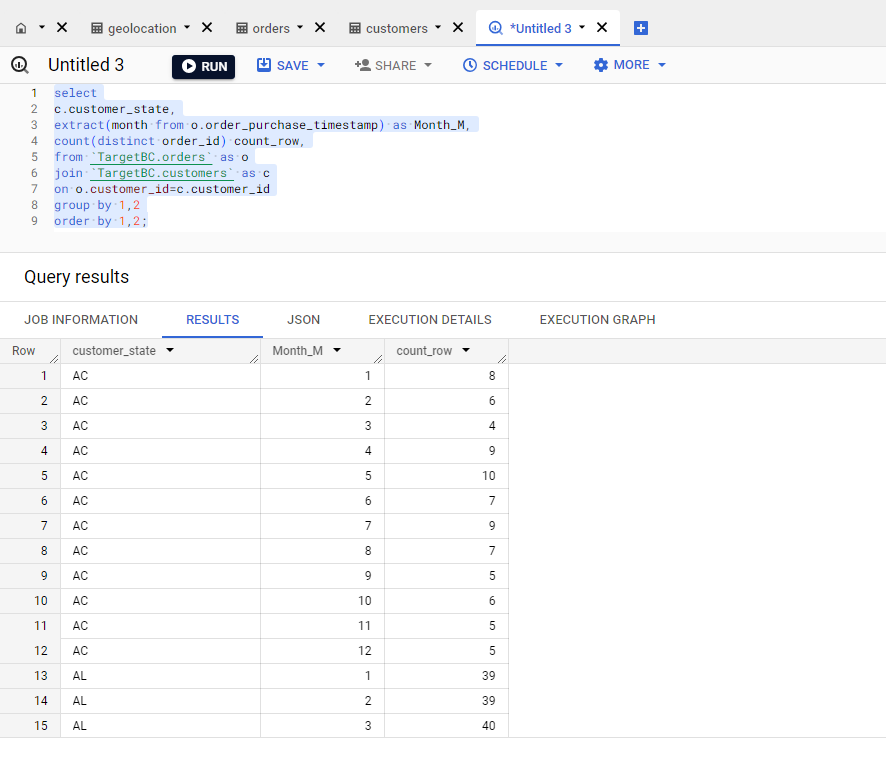 geolocation orders customers *Untitled 3
Untitled 3 RUN SAVE SHARE SCHEDULE MORE
1 select
2 c.customer_state,
3 extract(month from o.order_purchase_timestamp) as Month_M,
4 count(distinct order_id) count_row,
5 from `TargetBC.orders` as o
6 join `TargetBC.customers` as c
7 on o.customer_id=c.customer_id
8 group by 1,2
9 order by 1,2;
Query results
JOB INFORMATION RESULTS JSON EXECUTION DETAILS EXECUTION GRAPH
Row customer_state Month_M count_row
1 AC 1 8
2 AC 2 6
3 AC 3 4
4 AC 4 9
5 AC 5 10
6 AC 6 7
7 AC 7 9
8 AC 8 7
9 AC 9 5
10 AC 10 6
11 AC 11 5
12 AC 12 5
13 AL 1 39
14 AL 2 39
15 AL 3 40